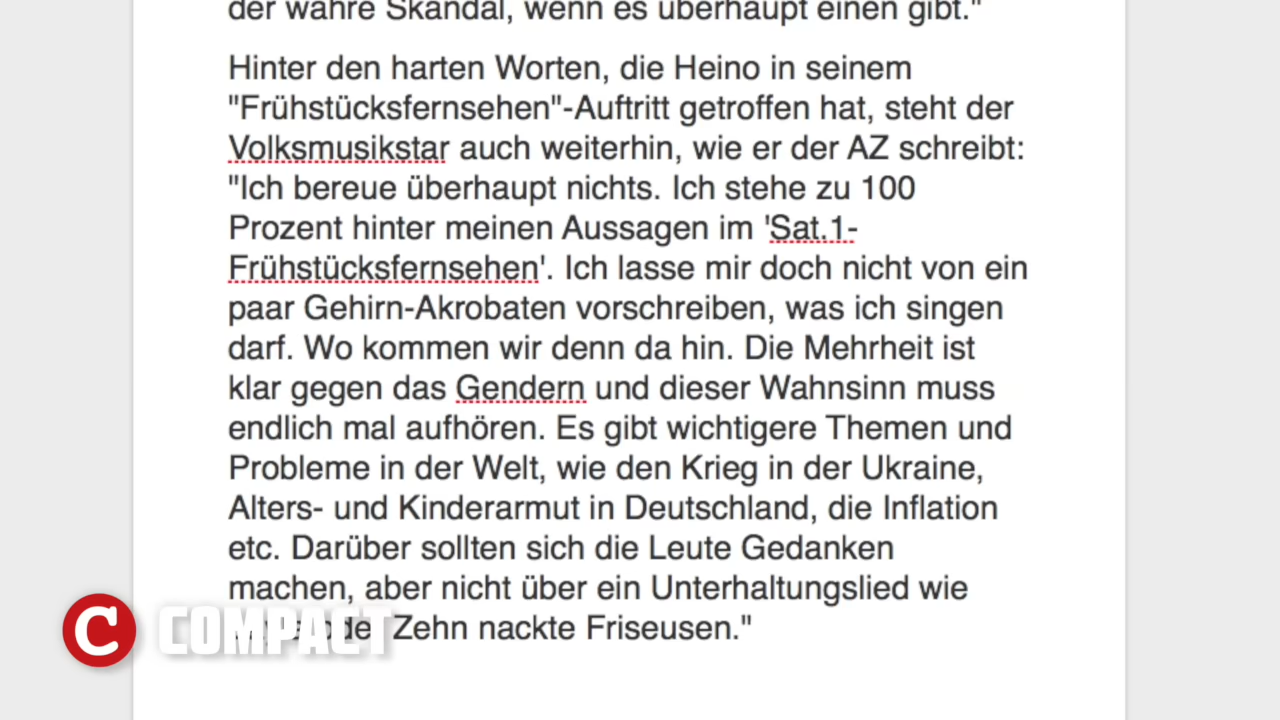 der wahre Skandal, wenn es überhaupt einen gibt."
Hinter den harten Worten, die Heino in seinem
"Frühstücksfernsehen"-Auftritt getroffen hat, steht der
Volksmusikstar auch weiterhin, wie er der AZ schreibt:
"Ich bereue überhaupt nichts. Ich stehe zu 100
Prozent hinter meinen Aussagen im 'Sat.1-
Frühstücksfernsehen'. Ich lasse mir doch nicht von ein
paar Gehirn-Akrobaten vorschreiben, was ich singen
darf. Wo kommen wir denn da hin. Die Mehrheit ist
klar gegen das Gendern und dieser Wahnsinn muss
endlich mal aufhören. Es gibt wichtigere Themen und
Probleme in der Welt, wie den Krieg in der Ukraine,
Alters- und Kinderarmut in Deutschland, die Inflation
etc. Darüber sollten sich die Leute Gedanken
machen, aber nicht über ein Unterhaltungslied wie
Zehn nackte Friseusen."
C COMPACT